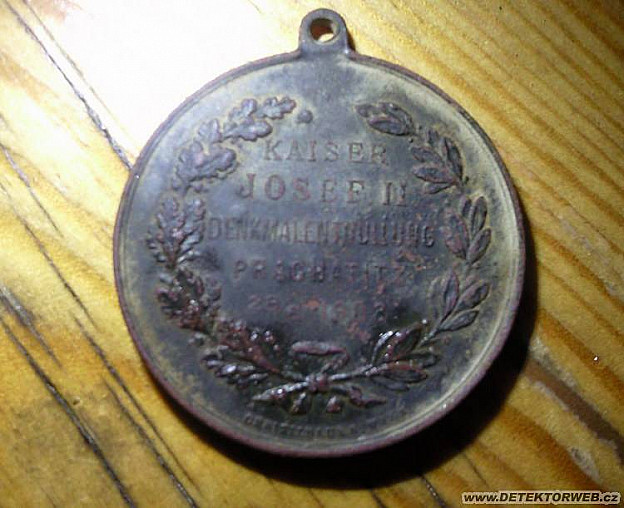 KAISER
JOSEF II
DENKMALENTHÜLLUNG
PRACHATITZ
www.DETEKTORWEB.cz